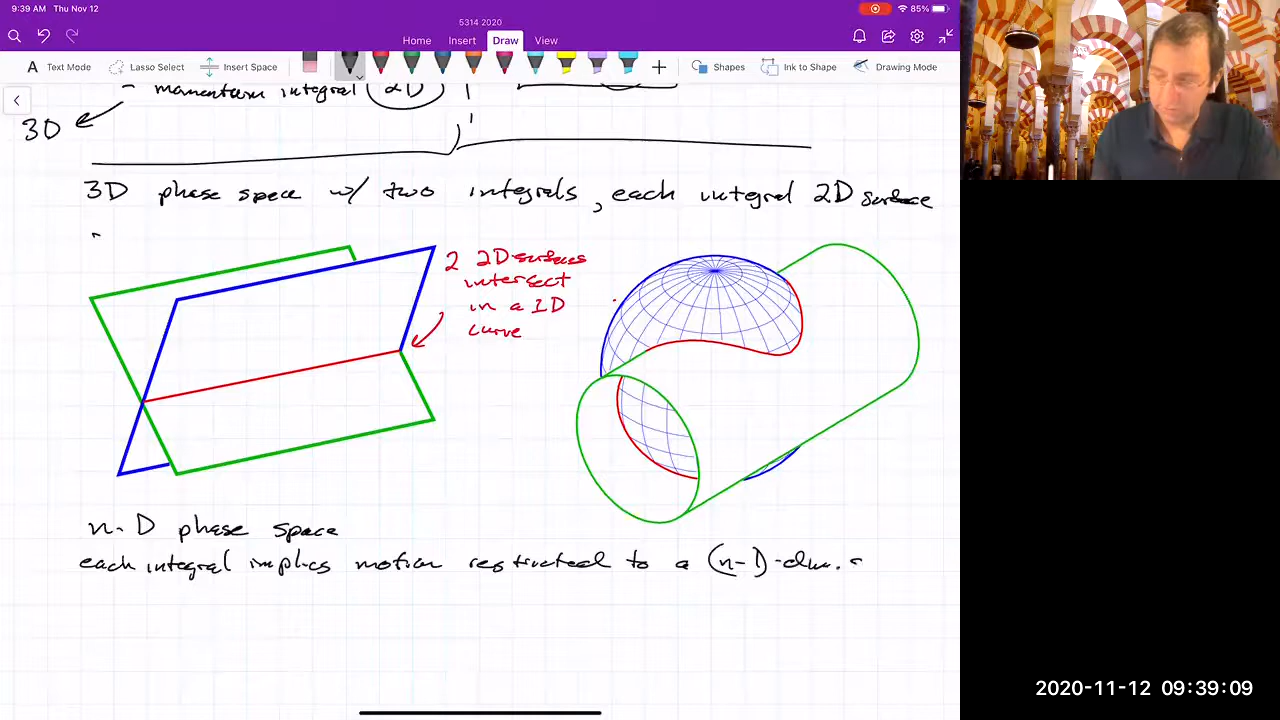 9:39 AM Thu Nov 12
85%
5314 2020
Home Insert Draw View
Text Mode Lasso Select Insert Space Shapes Ink to Shape Drawing Mode
- momentum integral (2D)
3D
3D phase space w/ two integrals, each integral 2D surface
2 2D surfaces
intersect
in a 1D
curve
n-D phase space
each integral implies motion restricted to a (n-1)-dim.
2020-11-12 09:39:09